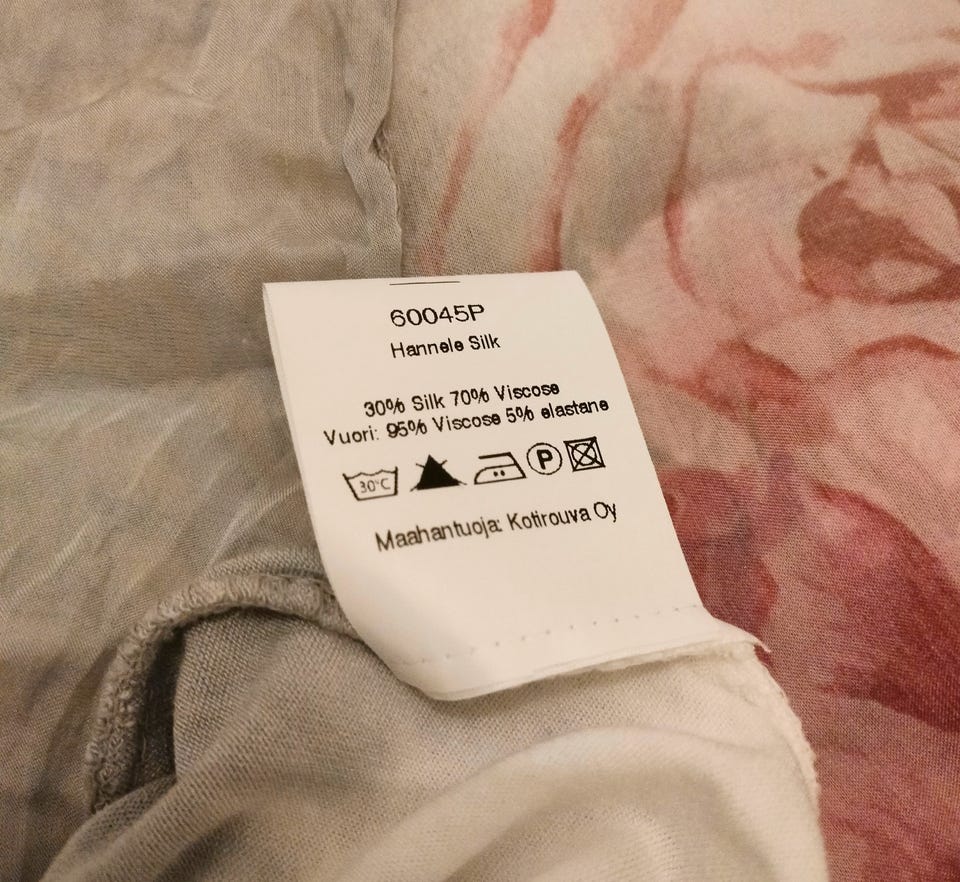 60045P
Hannele Silk
30% Silk 70% Viscose
Vuori: 95% Viscose 5% elastane
30°C P
Maahantuoja: Kotirouva Oy